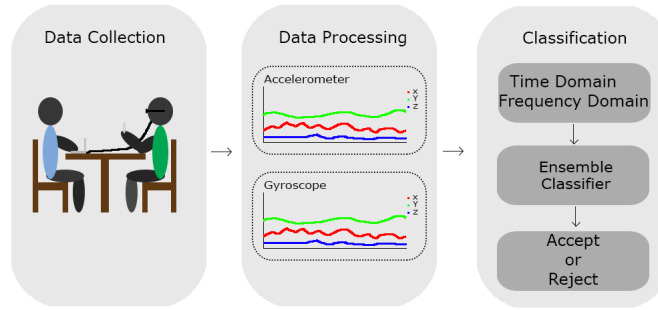 Data Collection
Data Processing
Accelerometer
X
Y
Z
Gyroscope
X
Y
Z
Classification
Time Domain
Frequency Domain
Ensemble
Classifier
Accept
or
Reject